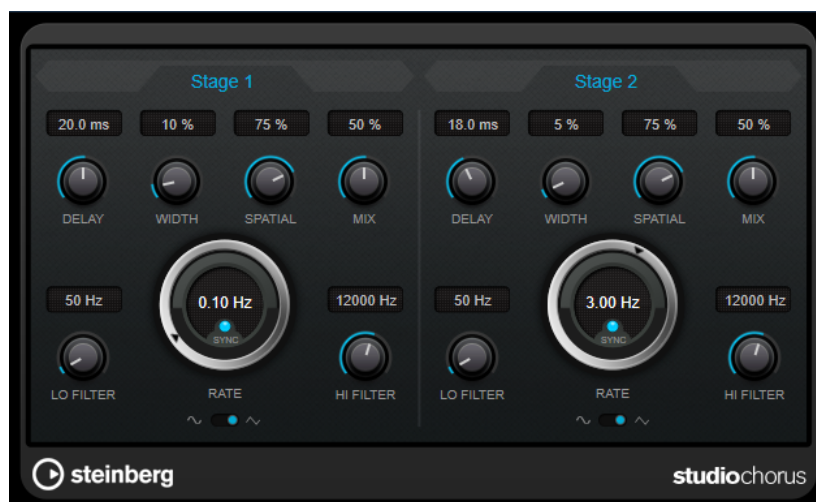 Stage 1
20.0 ms 10 % 75 % 50 %
DELAY WIDTH SPATIAL MIX
50 Hz 0.10 Hz 12000 Hz
SYNC
LO FILTER RATE HI FILTER
Stage 2
18.0 ms 5 % 75 % 50 %
DELAY WIDTH SPATIAL MIX
50 Hz 3.00 Hz 12000 Hz
SYNC
LO FILTER RATE HI FILTER
steinberg
studiochorus